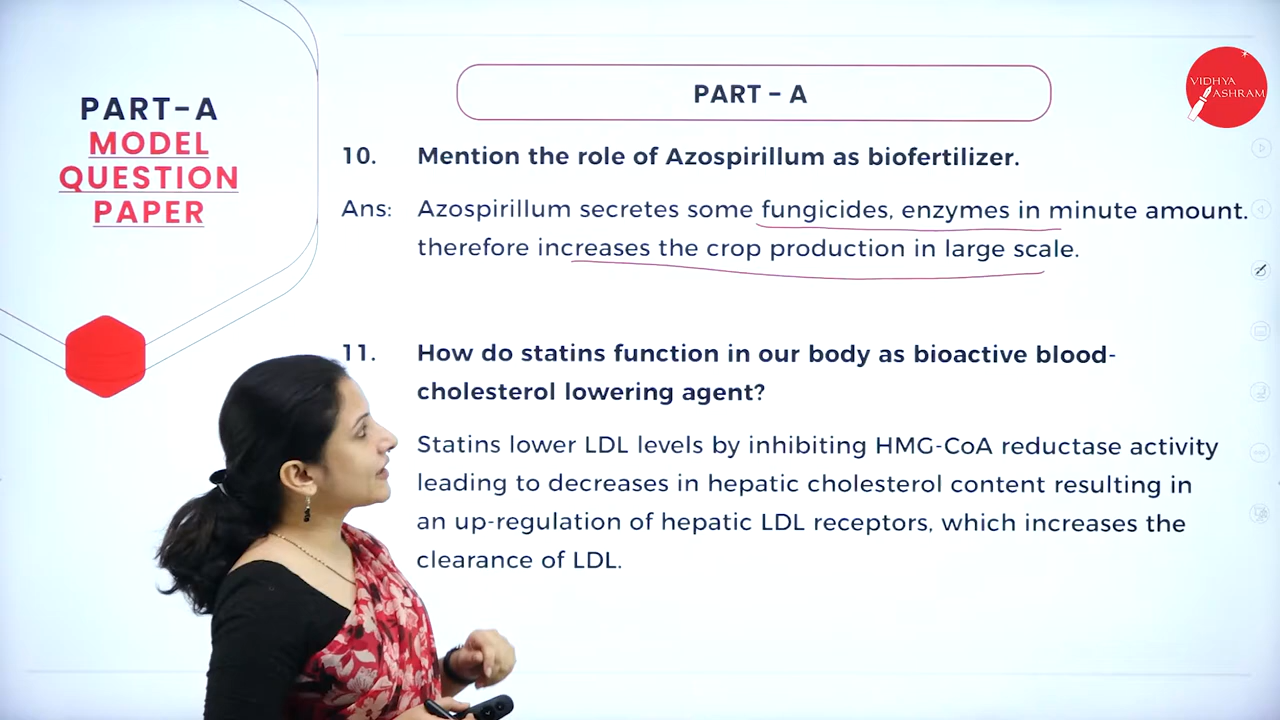 PART-A
MODEL
QUESTION
PAPER
PART - A
VIDHYA
ASHRAM
10. Mention the role of Azospirillum as biofertilizer.
Ans: Azospirillum secretes some fungicides, enzymes in minute amount.
therefore increases the crop production in large scale.
11. How do statins function in our body as bioactive blood-
cholesterol lowering agent?
Statins lower LDL levels by inhibiting HMG-CoA reductase activity
leading to decreases in hepatic cholesterol content resulting in
an up-regulation of hepatic LDL receptors, which increases the
clearance of LDL.